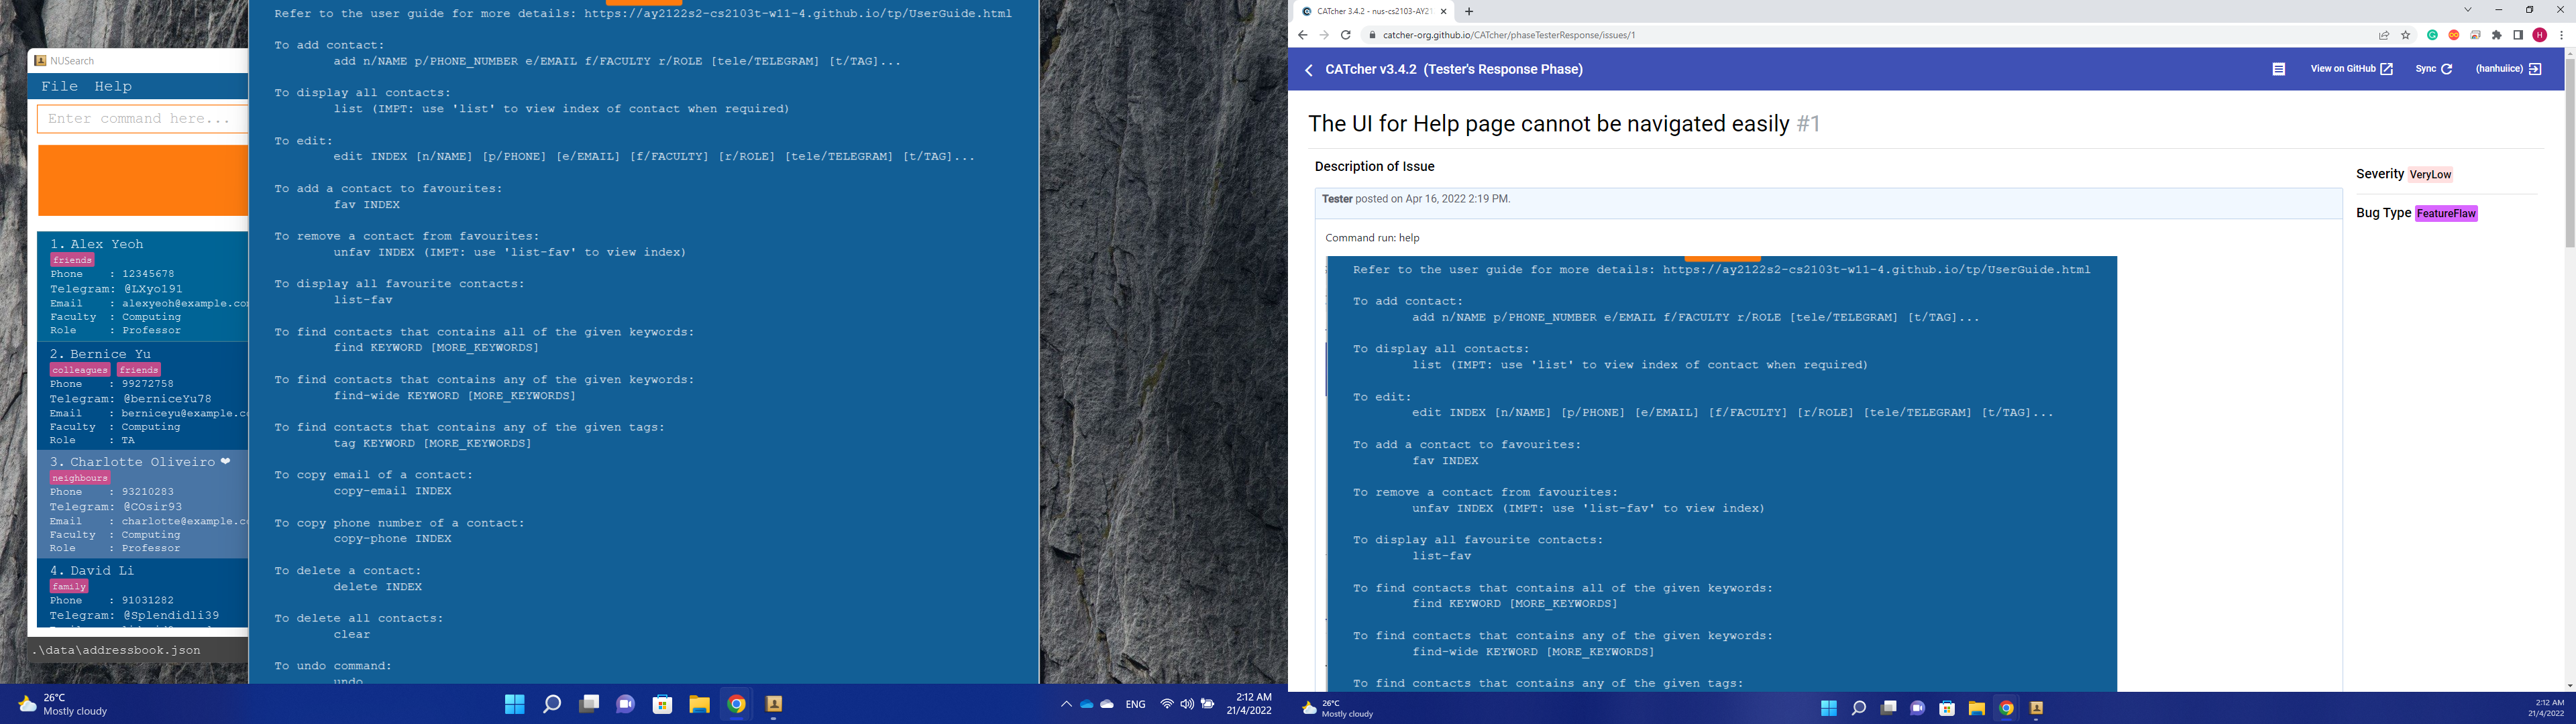 NUSearch
File Help
Enter command here...
1. Alex Yeoh
friends
Phone : 12345678
Telegram: @LXyo191
Email : alexyeoh@example.com
Faculty : Computing
Role : Professor
2. Bernice Yu
colleagues friends
Phone : 99272758
Telegram: @berniceYu78
Email : berniceyu@example.co
Faculty : Computing
Role : TA
3. Charlotte Oliveiro ❤
neighbours
Phone : 93210283
Telegram: @COsir93
Email : charlotte@example.co
Faculty : Computing
Role : Professor
4. David Li
family
Phone : 91031282
Telegram: @Splendidli39
.\data\addressbook.json
Refer to the user guide for more details: https://ay2122s2-cs2103t-w11-4.github.io/tp/UserGuide.html
To add contact:
add n/NAME p/PHONE_NUMBER e/EMAIL f/FACULTY r/ROLE [tele/TELEGRAM] [t/TAG]...
To display all contacts:
list (IMPT: use 'list' to view index of contact when required)
To edit:
edit INDEX [n/NAME] [p/PHONE] [e/EMAIL] [f/FACULTY] [r/ROLE] [tele/TELEGRAM] [t/TAG]...
To add a contact to favourites:
fav INDEX
To remove a contact from favourites:
unfav INDEX (IMPT: use 'list-fav' to view index)
To display all favourite contacts:
list-fav
To find contacts that contains all of the given keywords:
find KEYWORD [MORE_KEYWORDS]
To find contacts that contains any of the given keywords:
find-wide KEYWORD [MORE_KEYWORDS]
To find contacts that contains any of the given tags:
tag KEYWORD [MORE_KEYWORDS]
To copy email of a contact:
copy-email INDEX
To copy phone number of a contact:
copy-phone INDEX
To delete a contact:
delete INDEX
To delete all contacts:
clear
To undo command:
undo
26°C
Mostly cloudy
ENG
2:12 AM
21/4/2022
CATcher 3.4.2 - nus-cs2103-AY21
catcher-org.github.io/CATcher/phaseTesterResponse/issues/1
H
CATcher v3.4.2 (Tester's Response Phase)
View on GitHub
Sync
(hanhuiice)
The UI for Help page cannot be navigated easily #1
Description of Issue
Tester posted on Apr 16, 2022 2:19 PM.
Command run: help
Refer to the user guide for more details: https://ay2122s2-cs2103t-w11-4.github.io/tp/UserGuide.html
To add contact:
add n/NAME p/PHONE_NUMBER e/EMAIL f/FACULTY r/ROLE [tele/TELEGRAM] [t/TAG]...
To display all contacts:
list (IMPT: use 'list' to view index of contact when required)
To edit:
edit INDEX [n/NAME] [p/PHONE] [e/EMAIL] [f/FACULTY] [r/ROLE] [tele/TELEGRAM] [t/TAG]...
To add a contact to favourites:
fav INDEX
To remove a contact from favourites:
unfav INDEX (IMPT: use 'list-fav' to view index)
To display all favourite contacts:
list-fav
To find contacts that contains all of the given keywords:
find KEYWORD [MORE_KEYWORDS]
To find contacts that contains any of the given keywords:
find-wide KEYWORD [MORE_KEYWORDS]
To find contacts that contains any of the given tags:
Severity VeryLow
Bug Type FeatureFlaw
26°C
Mostly cloudy
2:12 AM
21/4/2022